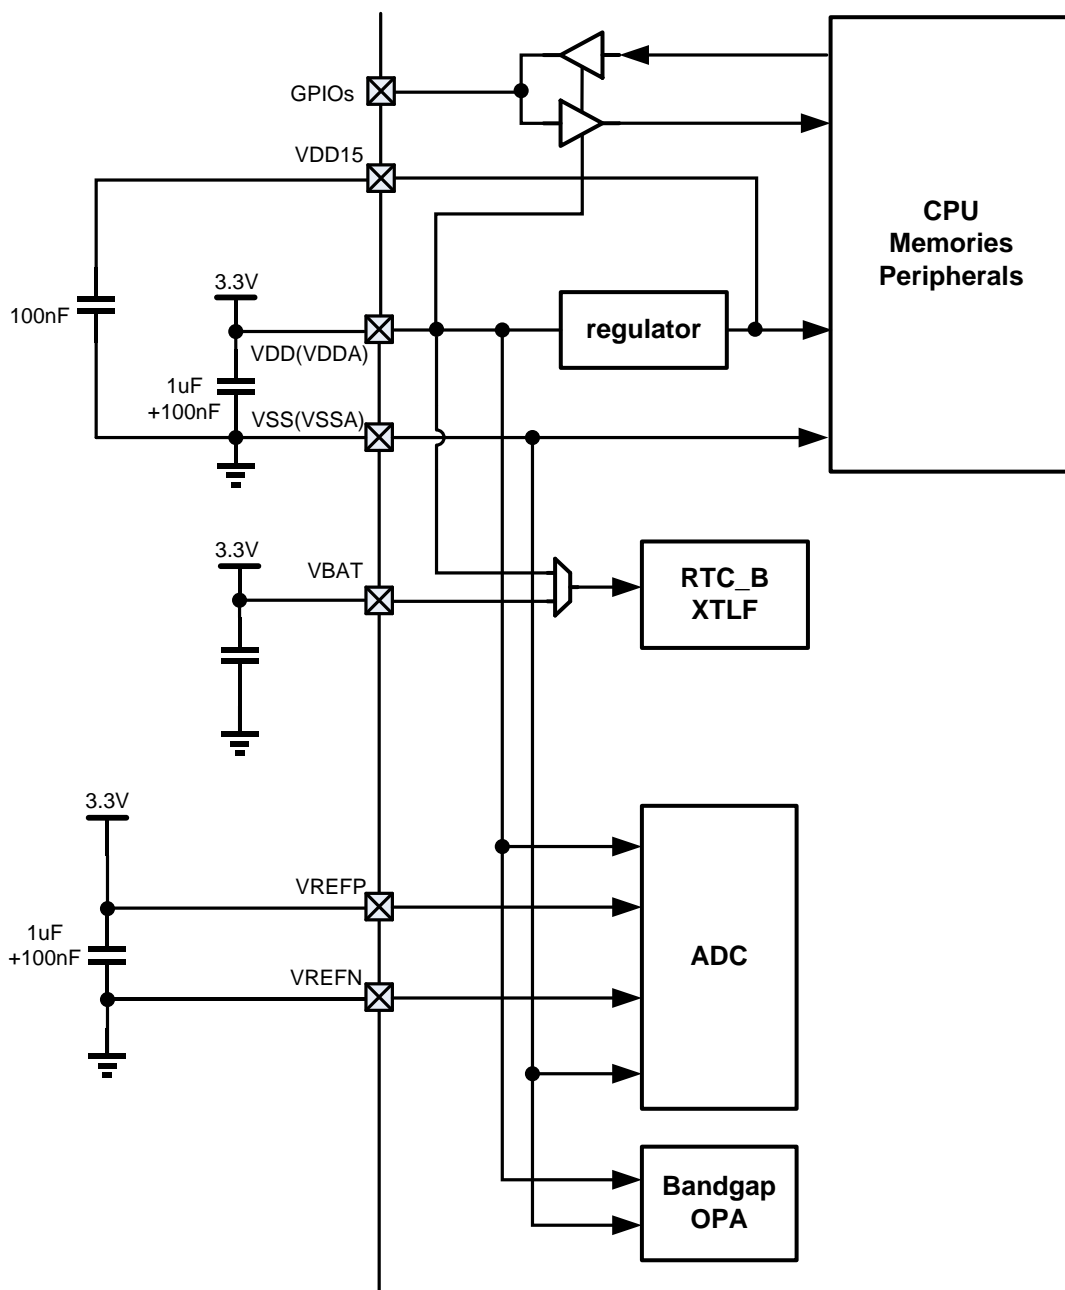 GPIOs
VDD15
CPU
Memories
Peripherals
3.3V
100nF
regulator
VDD(VDDA)
1uF
+100nF
VSS(VSSA)
3.3V
VBAT
RTC_B
XTLF
3.3V
VREFP
1uF
+100nF
ADC
VREFN
Bandgap
OPA